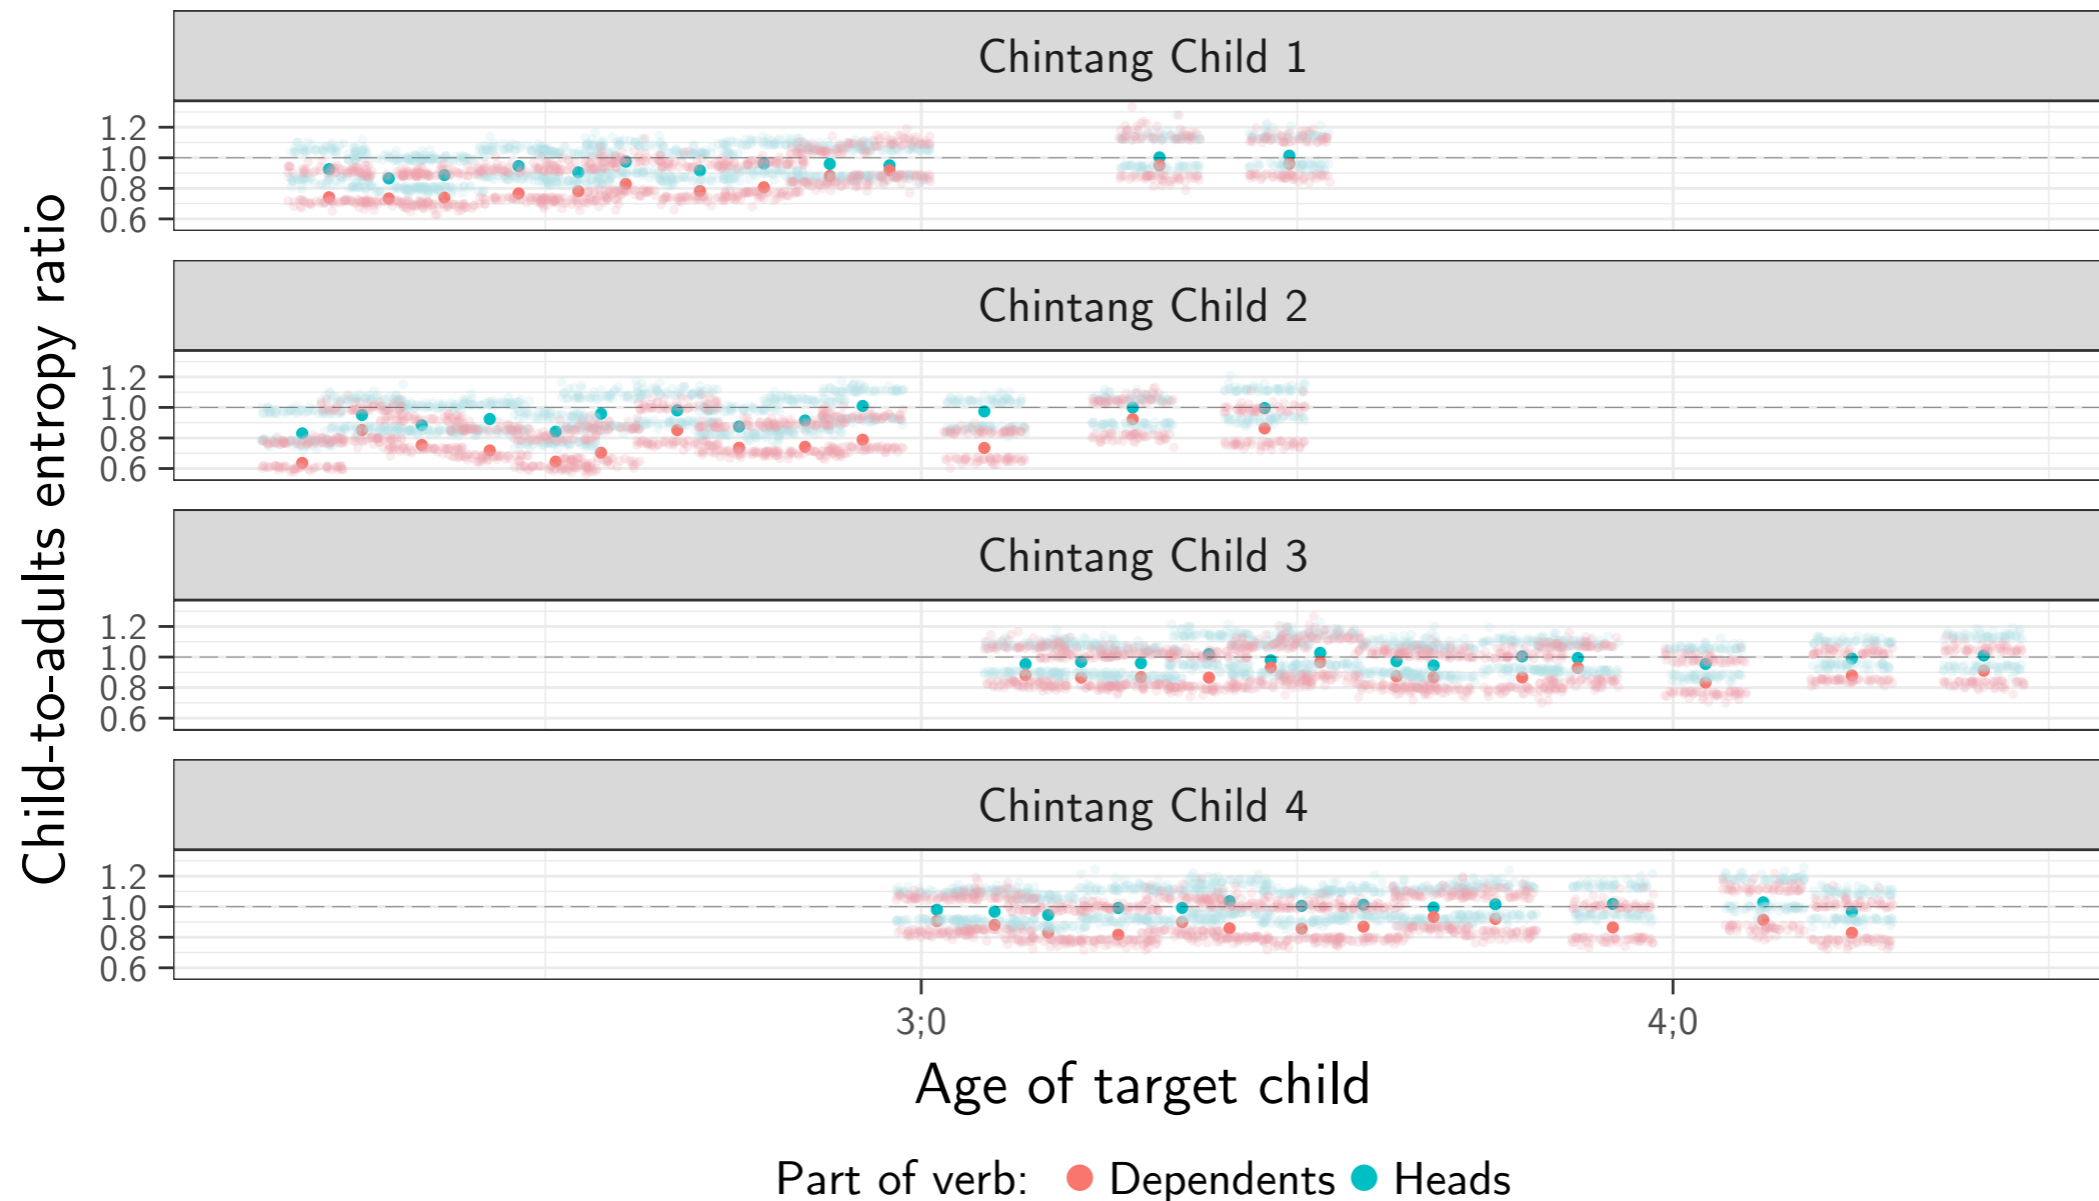 Chintang Child 1
1.2
1.0
0.8
0.6
Chintang Child 2
1.2
1.0
0.8
0.6
Chintang Child 3
1.2
1.0
0.8
0.6
Chintang Child 4
1.2
1.0
0.8
0.6
Child-to-adults entropy ratio
3;0 4;0
Age of target child
Part of verb: Dependents Heads